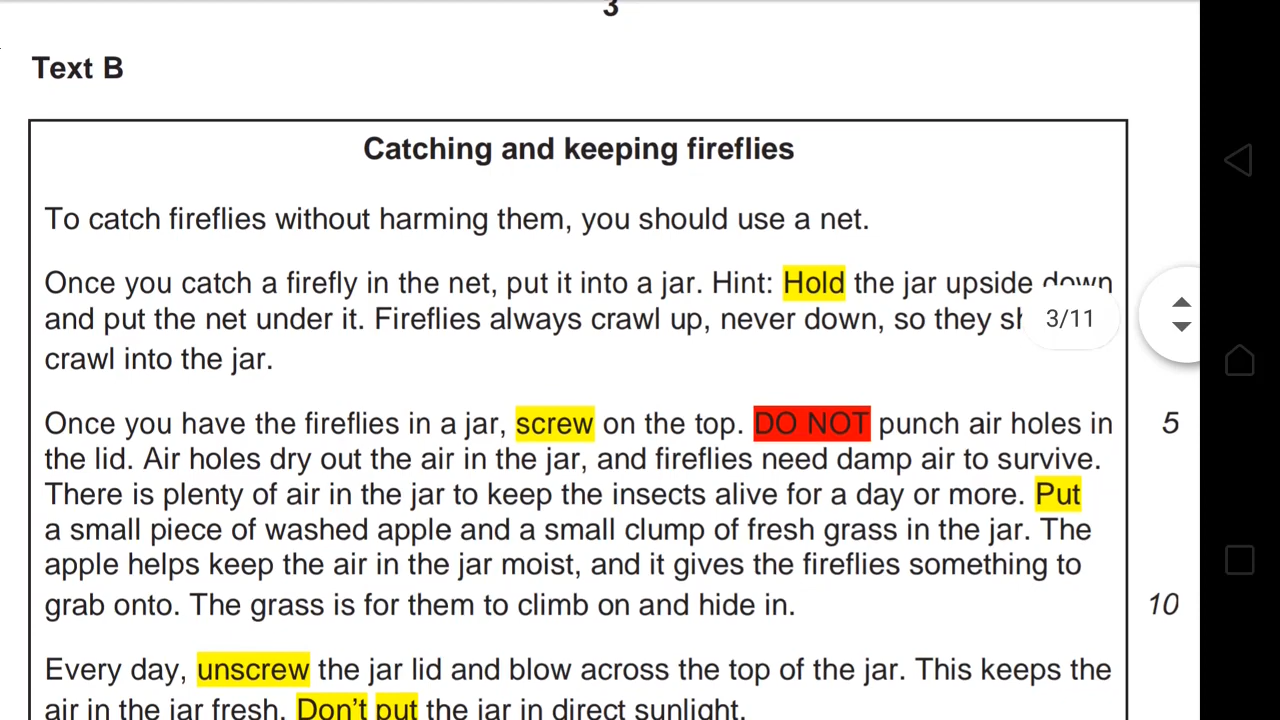 3
Text B
Catching and keeping fireflies
To catch fireflies without harming them, you should use a net.
Once you catch a firefly in the net, put it into a jar. Hint: Hold the jar upside down
and put the net under it. Fireflies always crawl up, never down, so they
3/11
crawl into the jar.
Once you have the fireflies in a jar, screw on the top. DO NOT punch air holes in
5
the lid. Air holes dry out the air in the jar, and fireflies need damp air to survive.
There is plenty of air in the jar to keep the insects alive for a day or more. Put
a small piece of washed apple and a small clump of fresh grass in the jar. The
apple helps keep the air in the jar moist, and it gives the fireflies something to
grab onto. The grass is for them to climb on and hide in.
10
Every day, unscrew the jar lid and blow across the top of the jar. This keeps the
air in the jar fresh. Don't put the jar in direct sunlight.